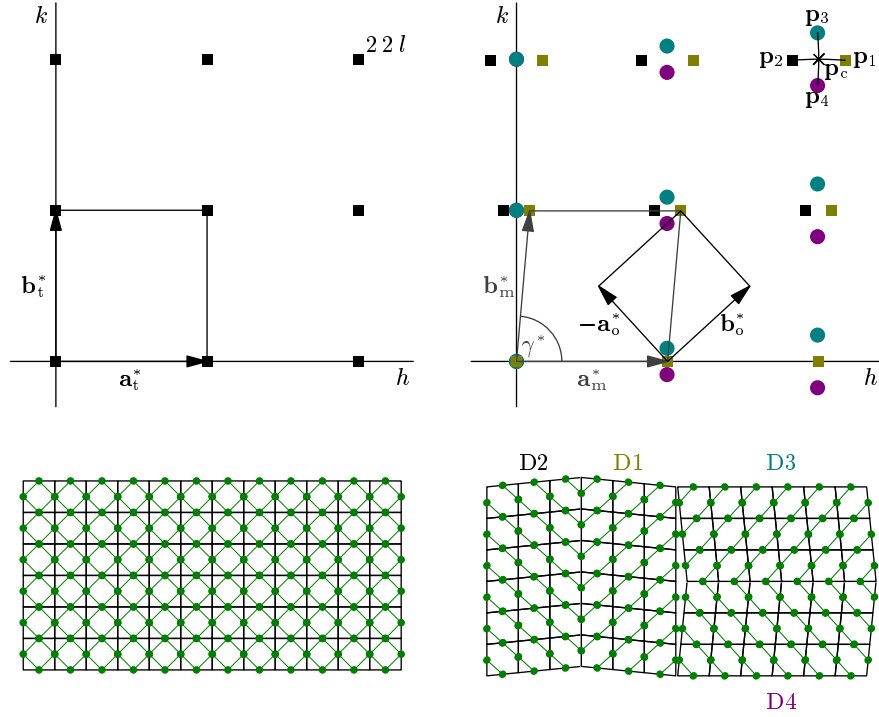 k
2 2 l
b*t
a*t
h
k
p3
p2
p1
pc
p4
b*m
γ*
a*m
−a*o
b*o
h
D2
D1
D3
D4